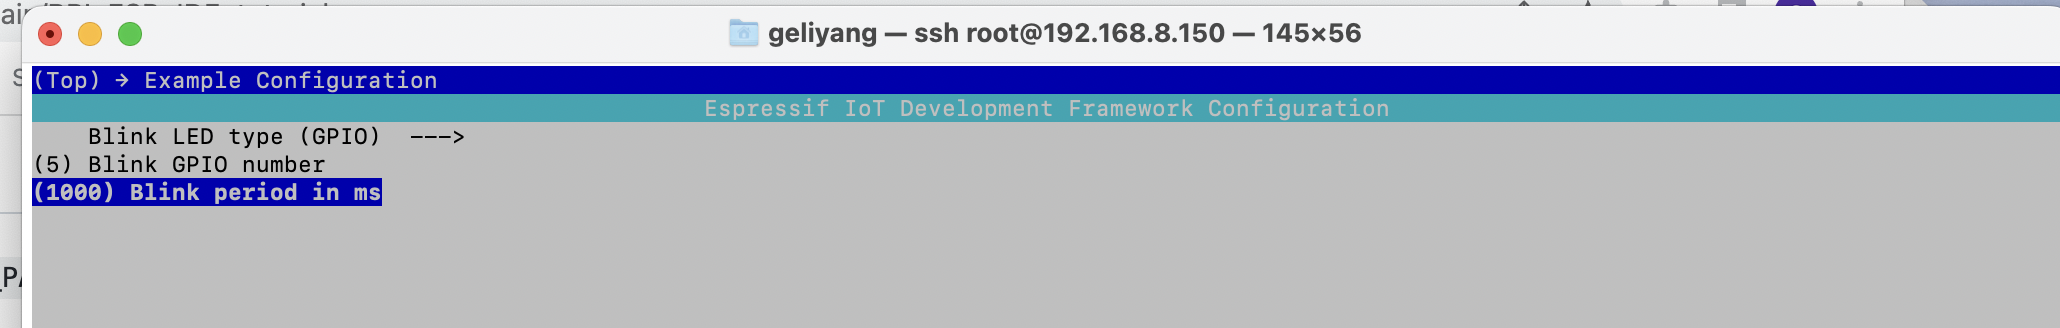 geliyang — ssh root@192.168.8.150 — 145×56
(Top) → Example Configuration
Espressif IoT Development Framework Configuration
Blink LED type (GPIO) --->
(5) Blink GPIO number
(1000) Blink period in ms